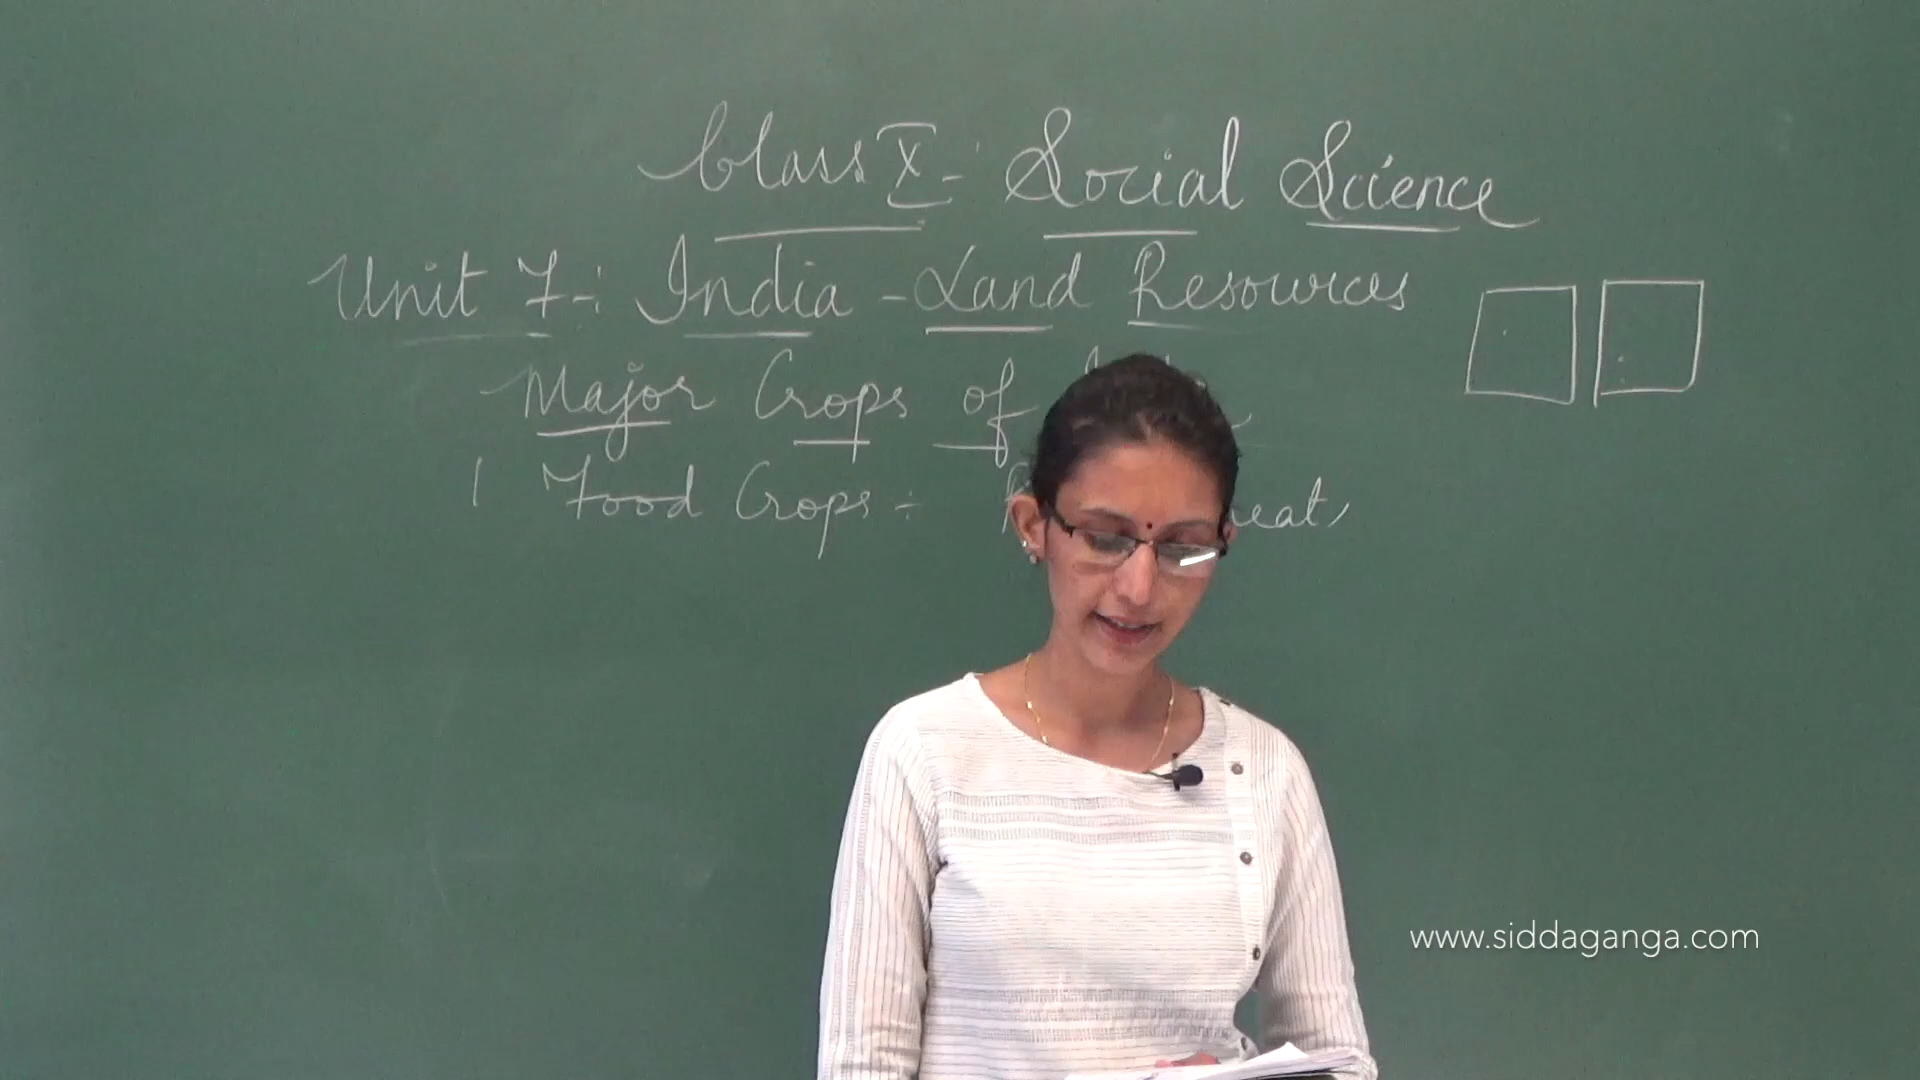 Class X-: Social Science
Unit 7-: India - Land Resources
Major Crops of
1 Food Crops :-
www.siddaganga.com